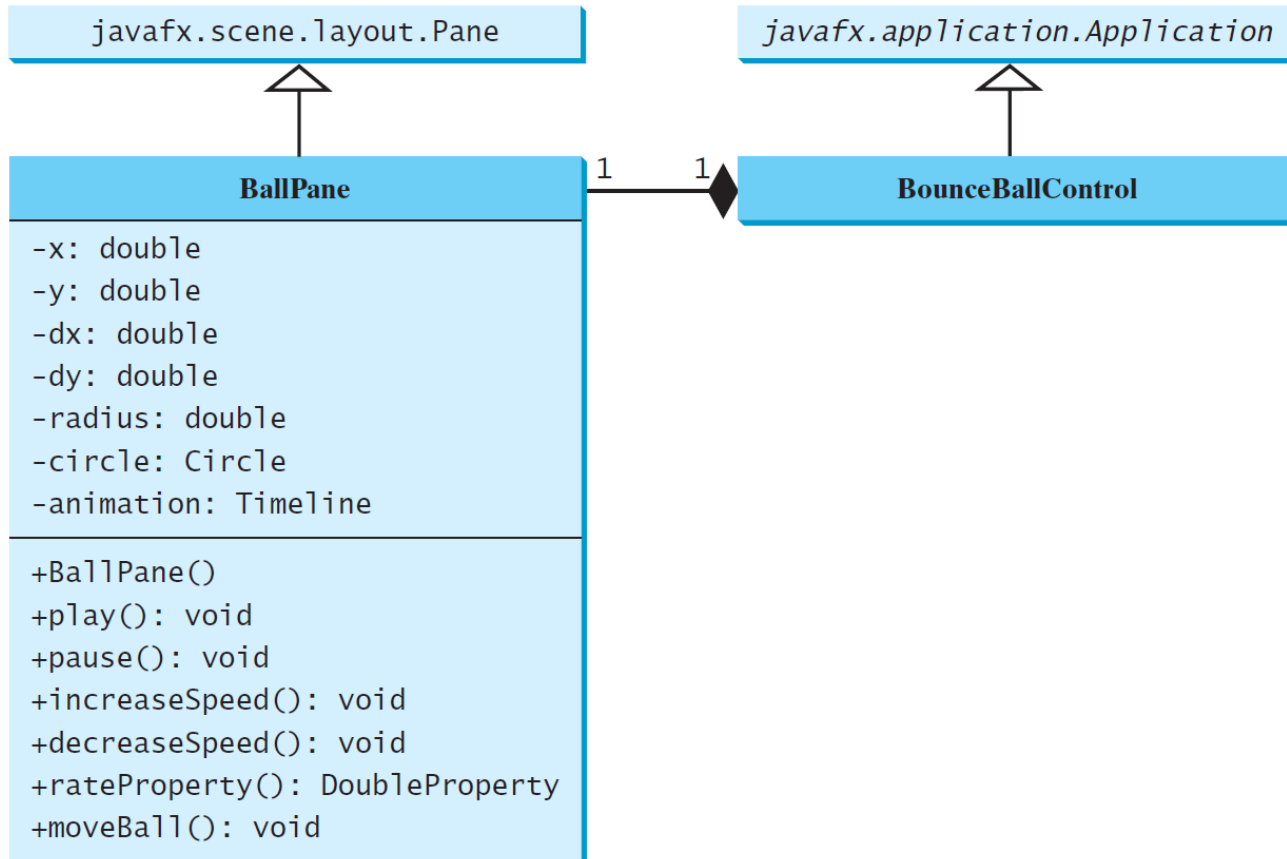 javafx.scene.layout.Pane
javafx.application.Application
BallPane
1
1
BounceBallControl
-x: double
-y: double
-dx: double
-dy: double
-radius: double
-circle: Circle
-animation: Timeline
+BallPane()
+play(): void
+pause(): void
+increaseSpeed(): void
+decreaseSpeed(): void
+rateProperty(): DoubleProperty
+moveBall(): void